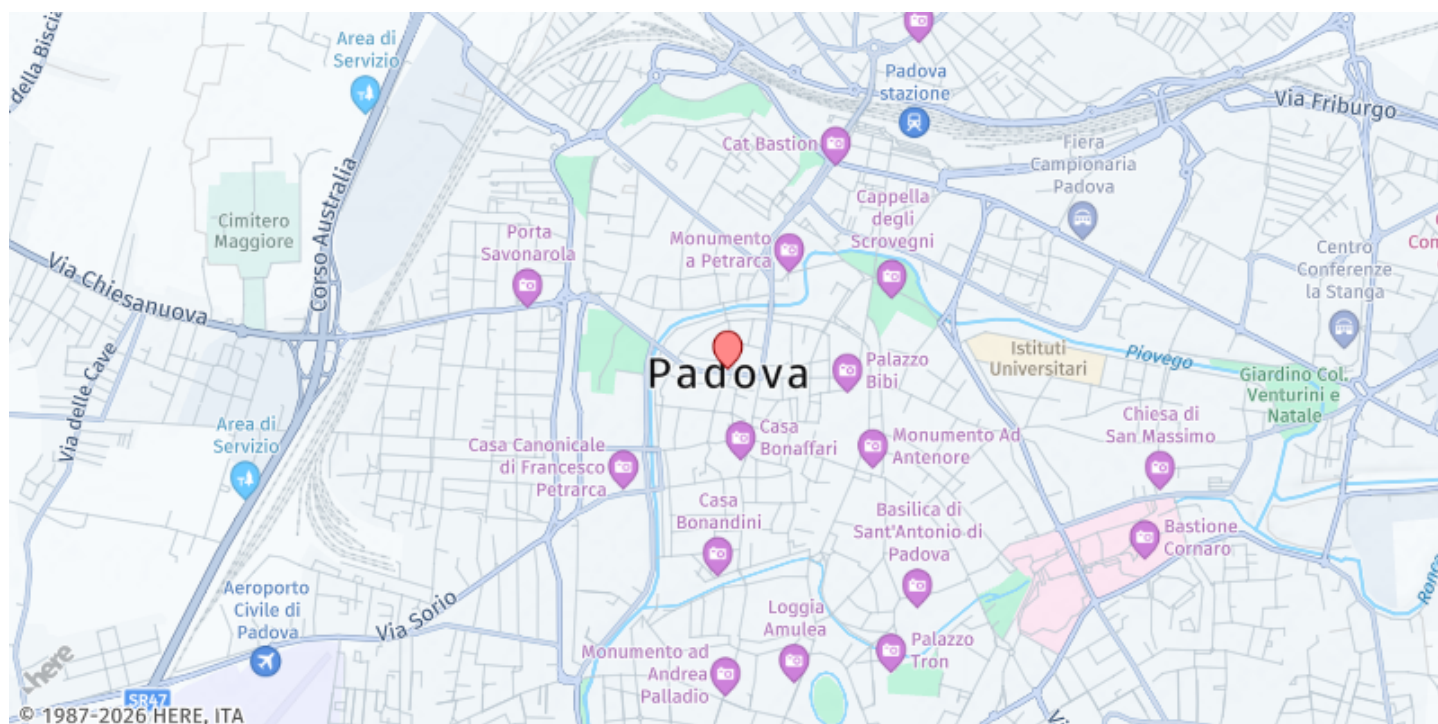 della Biscia
Area di
Servizio
Padova
stazione
Via Friburgo
Cat Bastion
Fiera
Campionaria
Padova
Cappella
degli
Scrovegni
Corso Australia
Cimitero
Maggiore
Porta
Savonarola
Monumento
a Petrarca
Centro
Conferenze
la Stanga
Via Chiesanuova
Istituti
Universitari
Piovego
Padova
Palazzo
Bibi
Giardino Col.
Venturini e
Natale
Via delle Cave
Area di
Servizio
Chiesa di
San Massimo
Casa Canonicale
di Francesco
Petrarca
Casa
Bonaffari
Monumento Ad
Antenore
Casa
Bonandini
Basilica di
Sant'Antonio di
Padova
Bastione
Cornaro
Aeroporto
Civile di
Padova
Via Sorio
Loggia
Amulea
Palazzo
Tron
Monumento ad
Andrea
Palladio
here
SR47
© 1987-2026 HERE, ITA